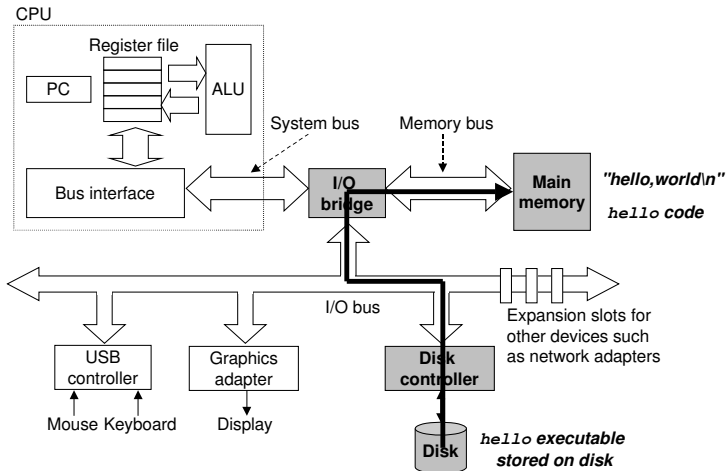 CPU
Register file
PC
ALU
System bus
Memory bus
Bus interface
I/O
bridge
Main
memory
"hello,world\n"
hello code
I/O bus
Expansion slots for
other devices such
as network adapters
USB
controller
Graphics
adapter
Disk
controller
Mouse Keyboard
Display
Disk
hello executable
stored on disk